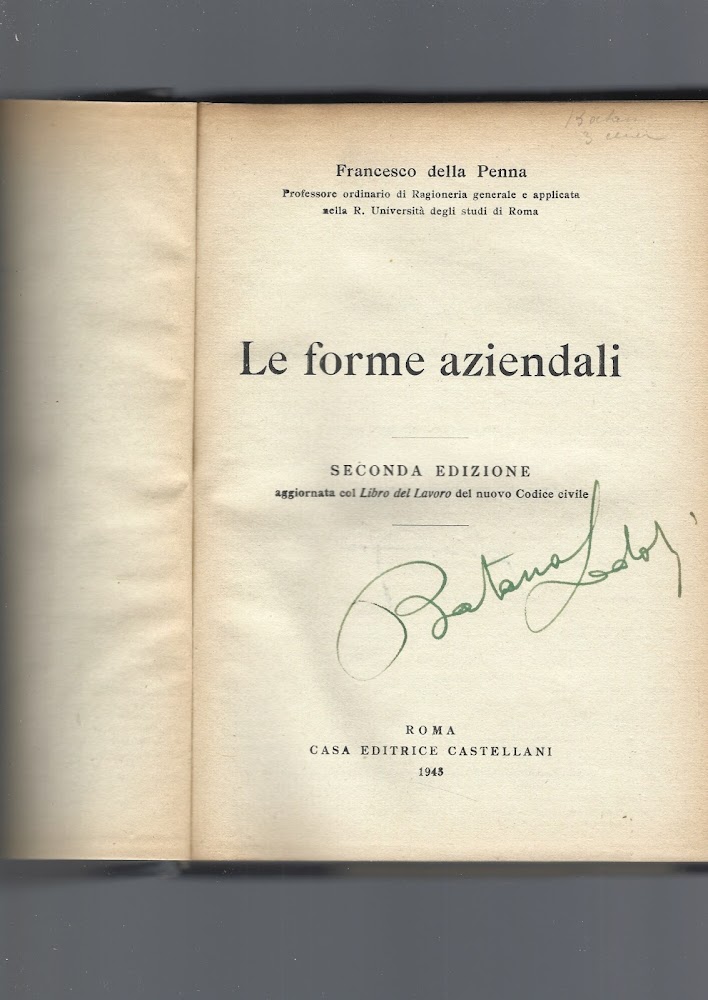 Francesco della Penna
Professore ordinario di Ragioneria generale e applicata
nella R. Università degli studi di Roma
Le forme aziendali
SECONDA EDIZIONE
aggiornata col Libro del Lavoro del nuovo Codice civile
ROMA
CASA EDITRICE CASTELLANI
1943